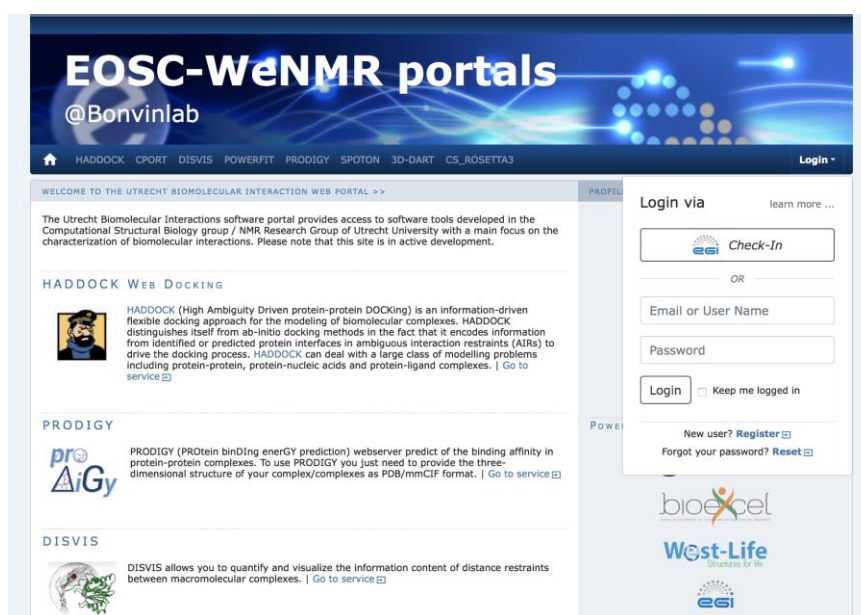 EOSC-WeNMR portals
@Bonvinlab
HADDOCK CPORT DISVIS POWERFIT PRODIGY SPOTON 3D-DART CS_ROSETTA3
Login
WELCOME TO THE UTRECHT BIOMOLECULAR INTERACTION WEB PORTAL >>
The Utrecht Biomolecular Interactions software portal provides access to software tools developed in the
Computational Structural Biology group / NMR Research Group of Utrecht University with a main focus on the
characterization of biomolecular interactions. Please note that this site is in active development.
HADDOCK WEB DOCKING
HADDOCK (High Ambiguity Driven protein-protein DOCKing) is an information-driven
flexible docking approach for the modeling of biomolecular complexes. HADDOCK
distinguishes itself from ab-initio docking methods in the fact that it encodes information
from identified or predicted protein interfaces in ambiguous interaction restraints (AIRs) to
drive the docking process. HADDOCK can deal with a large class of modelling problems
including protein-protein, protein-nucleic acids and protein-ligand complexes. | Go to
service
PRODIGY
proDiGy
PRODIGY (PROtein binDIng enerGY prediction) webserver predict of the binding affinity in
protein-protein complexes. To use PRODIGY you just need to provide the three-
dimensional structure of your complex/complexes as PDB/mmCIF format. | Go to service
DISVIS
DISVIS allows you to quantify and visualize the information content of distance restraints
between macromolecular complexes. | Go to service
PROFIL
Login via
learn more ...
egi Check-In
OR
Email or User Name
Password
Login
Keep me logged in
New user? Register
Forgot your password? Reset
POWE
bioexcel
West-Life
Structures for life
egi